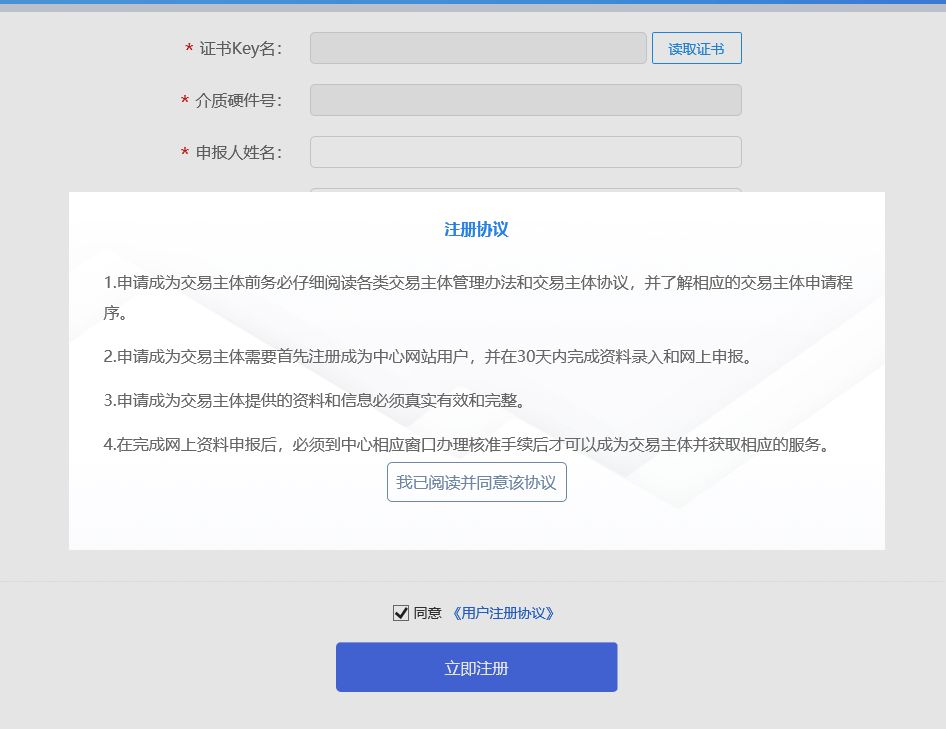 * 证书Key名：
读取证书
* 介质硬件号：
* 申报人姓名：
注册协议
1.申请成为交易主体前务必仔细阅读各类交易主体管理办法和交易主体协议，并了解相应的交易主体申请程
序。
2.申请成为交易主体需要首先注册成为中心网站用户，并在30天内完成资料录入和网上申报。
3.申请成为交易主体提供的资料和信息必须真实有效和完整。
4.在完成网上资料申报后，必须到中心相应窗口办理核准手续后才可以成为交易主体并获取相应的服务。
我已阅读并同意该协议
同意 《用户注册协议》
立即注册